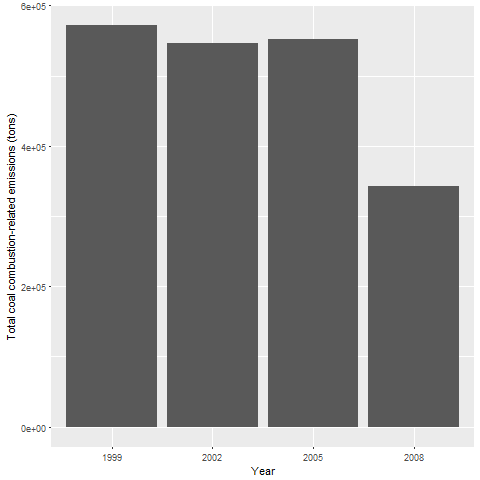 Total coal combustion-related emissions (tons)
6e+05
4e+05
2e+05
0e+00
1999 2002 2005 2008
Year